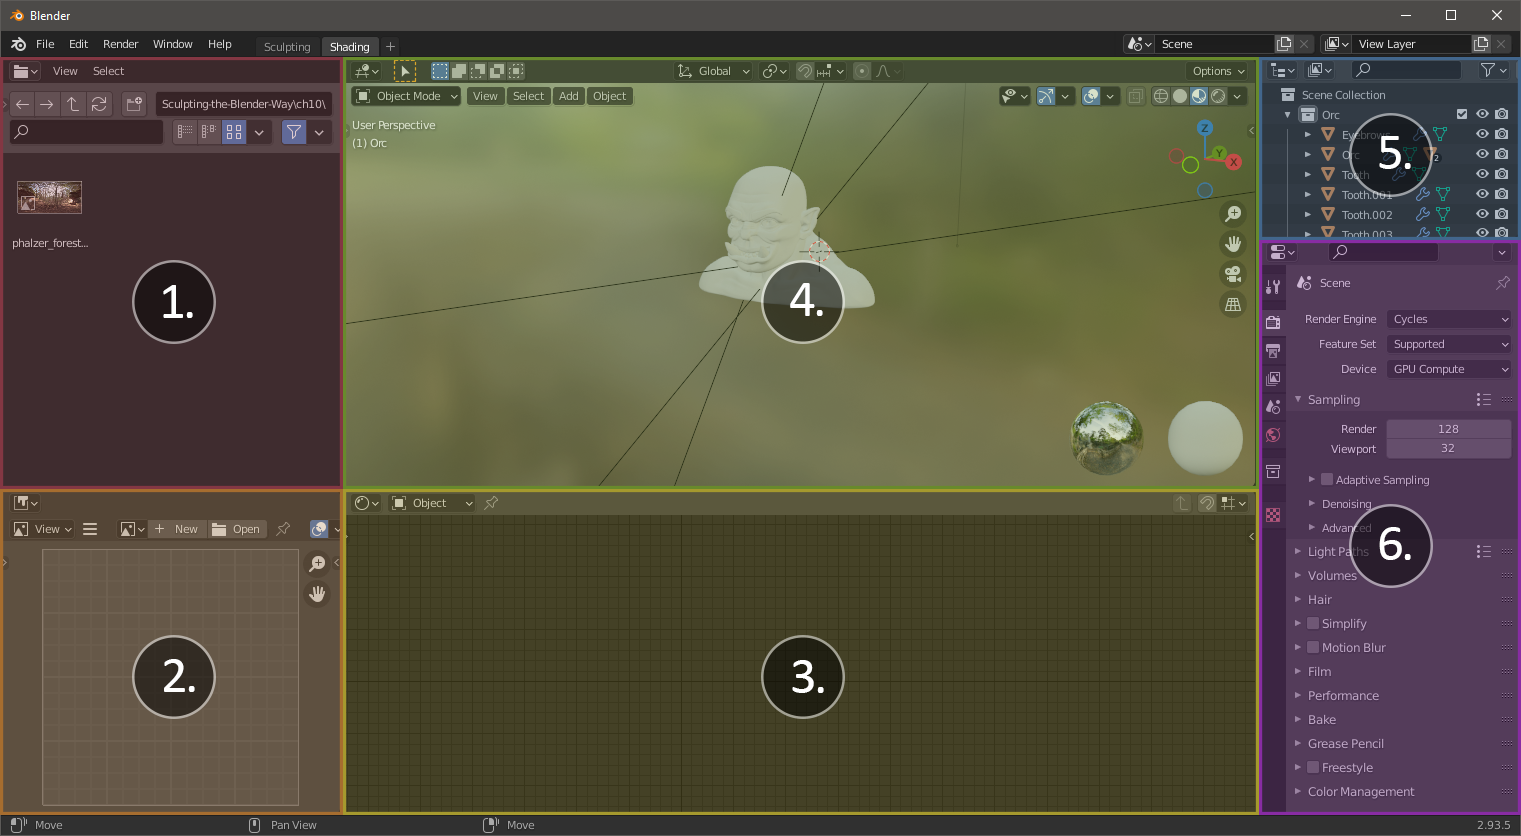 Blender
File Edit Render Window Help Sculpting Shading + Scene View Layer
View Select
Sculpting-the-Blender-Way\ch10\
phalzer_forest...
1.
Global Options
Object Mode View Select Add Object
User Perspective
(1) Orc
Z
Y
X
4.
Scene Collection
Orc
Eyebrows
Orc 2
Tooth
Tooth.001
Tooth.002
Tooth.003
5.
View New Open
2.
Object
3.
Scene
Render Engine Cycles
Feature Set Supported
Device GPU Compute
Sampling
Render 128
Viewport 32
Adaptive Sampling
Denoising
Advanced
Light Paths
6.
Volumes
Hair
Simplify
Motion Blur
Film
Performance
Bake
Grease Pencil
Freestyle
Color Management
Move Pan View Move 2.93.5